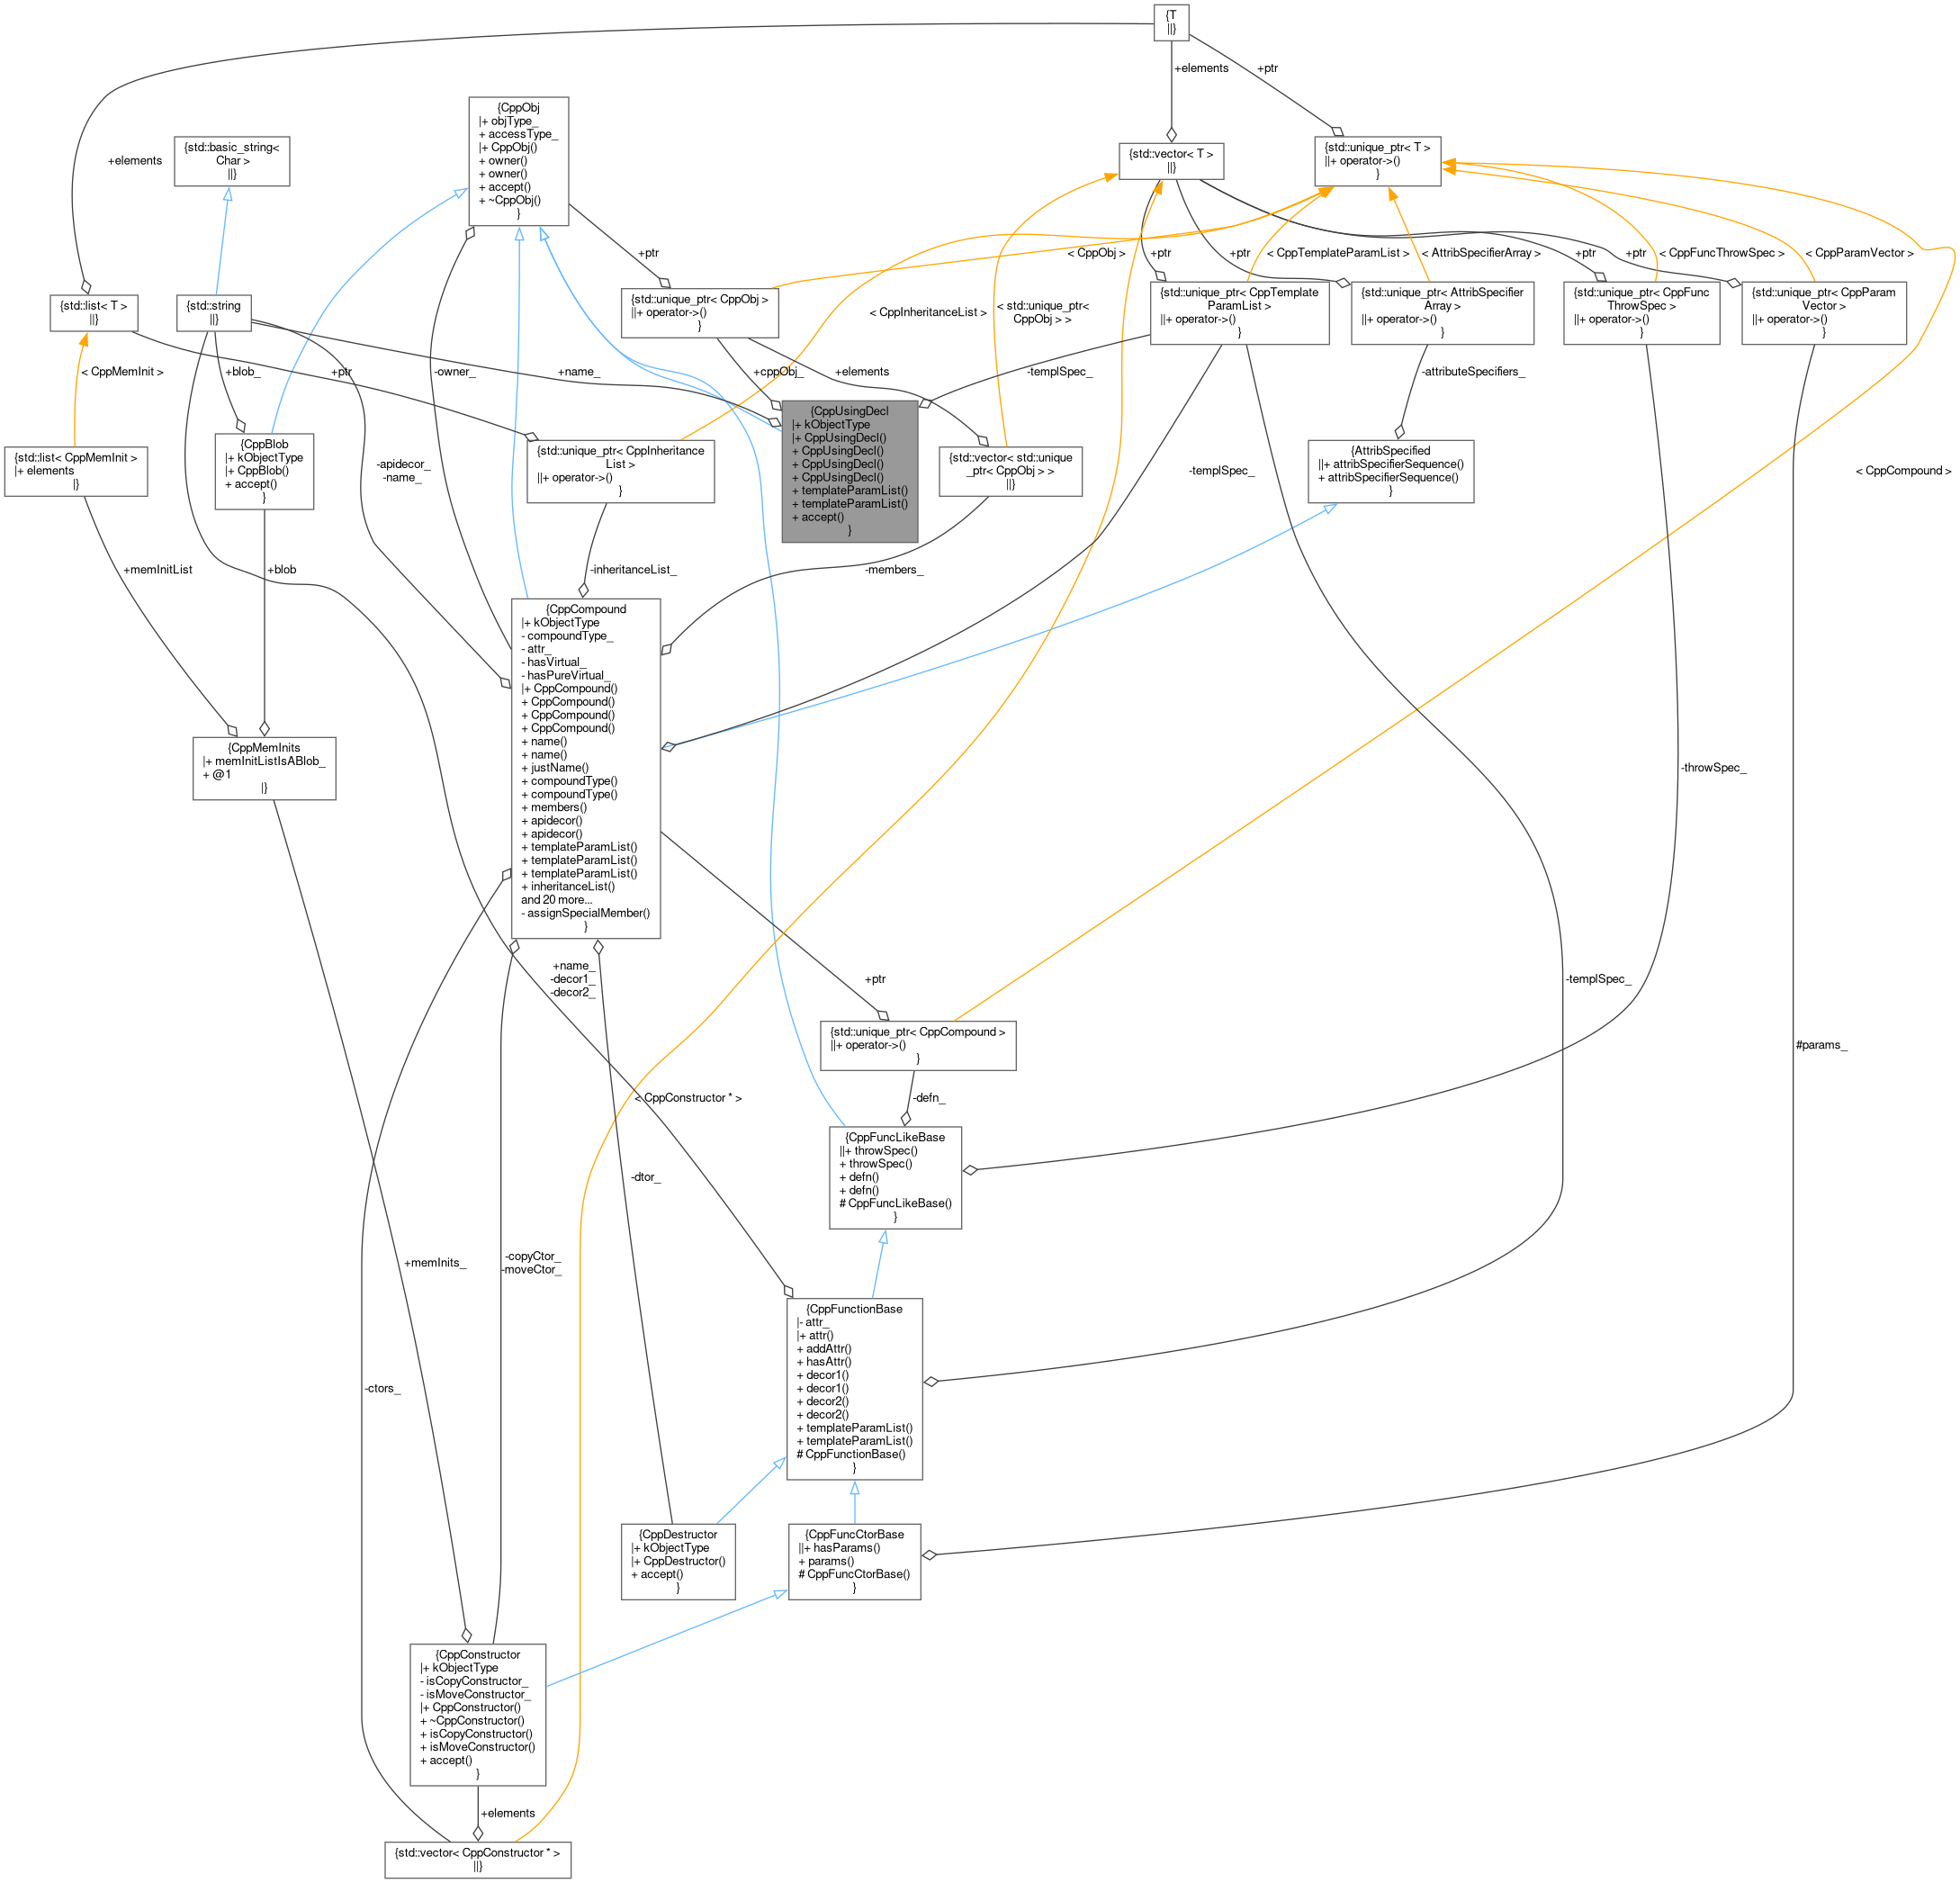 {T
||}
+elements
+ptr
+elements
{CppObj
|+ objType_
+ accessType_
|+ CppObj()
+ owner()
+ owner()
+ accept()
+ ~CppObj()
}
{std::basic_string<
Char >
||}
{std::vector< T >
||}
{std::unique_ptr< T >
||+ operator->()
}
+ptr
< CppObj >
+ptr
< CppTemplateParamList >
+ptr
< AttribSpecifierArray >
+ptr
< CppFuncThrowSpec >
+ptr
< CppParamVector >
{std::list< T >
||}
{std::string
||}
{std::unique_ptr< CppObj >
||+ operator->()
}
< CppInheritanceList >
< std::unique_ptr<
CppObj > >
{std::unique_ptr< CppTemplate
ParamList >
||+ operator->()
}
{std::unique_ptr< AttribSpecifier
Array >
||+ operator->()
}
{std::unique_ptr< CppFunc
ThrowSpec >
||+ operator->()
}
{std::unique_ptr< CppParam
Vector >
||+ operator->()
}
< CppMemInit >
+blob_
+ptr
-owner_
+name_
+cppObj_
+elements
-templSpec_
-attributeSpecifiers_
{std::list< CppMemInit >
|+ elements
|}
{CppBlob
|+ kObjectType
|+ CppBlob()
+ accept()
}
-apidecor_
-name_
{std::unique_ptr< CppInheritance
List >
||+ operator->()
}
{CppUsingDecl
|+ kObjectType
|+ CppUsingDecl()
+ CppUsingDecl()
+ CppUsingDecl()
+ CppUsingDecl()
+ templateParamList()
+ templateParamList()
+ accept()
}
{std::vector< std::unique
_ptr< CppObj > >
||}
-templSpec_
{AttribSpecified
||+ attribSpecifierSequence()
+ attribSpecifierSequence()
}
< CppCompound >
+memInitList
+blob
-inheritanceList_
-members_
{CppCompound
|+ kObjectType
- compoundType_
- attr_
- hasVirtual_
- hasPureVirtual_
|+ CppCompound()
+ CppCompound()
+ CppCompound()
+ CppCompound()
+ name()
+ name()
+ justName()
+ compoundType()
+ compoundType()
+ members()
+ apidecor()
+ apidecor()
+ templateParamList()
+ templateParamList()
+ templateParamList()
+ inheritanceList()
and 20 more...
- assignSpecialMember()
}
{CppMemInits
|+ memInitListIsABlob_
+ @1
|}
-throwSpec_
+name_
-decor1_
-decor2_
+ptr
-templSpec_
{std::unique_ptr< CppCompound >
||+ operator->()
}
#params_
< CppConstructor * >
-defn_
{CppFuncLikeBase
||+ throwSpec()
+ throwSpec()
+ defn()
+ defn()
# CppFuncLikeBase()
}
-dtor_
+memInits_
-copyCtor_
-moveCtor_
{CppFunctionBase
|- attr_
|+ attr()
+ addAttr()
+ hasAttr()
+ decor1()
+ decor1()
+ decor2()
+ decor2()
+ templateParamList()
+ templateParamList()
# CppFunctionBase()
}
-ctors_
{CppDestructor
|+ kObjectType
|+ CppDestructor()
+ accept()
}
{CppFuncCtorBase
||+ hasParams()
+ params()
# CppFuncCtorBase()
}
{CppConstructor
|+ kObjectType
- isCopyConstructor_
- isMoveConstructor_
|+ CppConstructor()
+ ~CppConstructor()
+ isCopyConstructor()
+ isMoveConstructor()
+ accept()
}
+elements
{std::vector< CppConstructor * >
||}